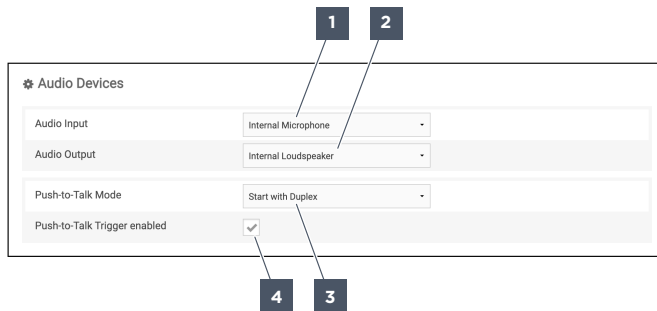 1 2
Audio Devices
Audio Input Internal Microphone
Audio Output Internal Loudspeaker
Push-to-Talk Mode Start with Duplex
Push-to-Talk Trigger enabled
4 3